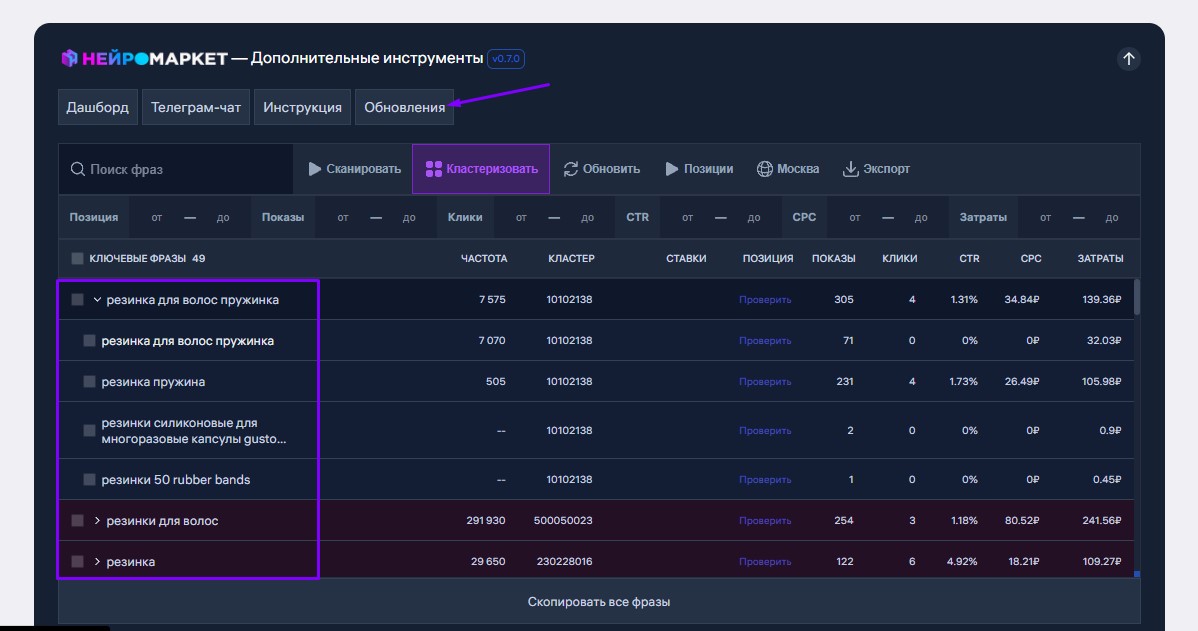 НЕЙРОМАРКЕТ — Дополнительные инструменты v0.7.0
Дашборд Телеграм-чат Инструкция Обновления
Поиск фраз Сканировать Кластеризовать Обновить Позиции Москва Экспорт
Позиция от — до Показы от — до Клики от — до CTR от — до CPC от — до Затраты от — до
КЛЮЧЕВЫЕ ФРАЗЫ 49 ЧАСТОТА КЛАСТЕР СТАВКИ ПОЗИЦИЯ ПОКАЗЫ КЛИКИ CTR CPC ЗАТРАТЫ
резинка для волос пружинка 7 575 10102138 Проверить 305 4 1.31% 34.84₽ 139.36₽
резинка для волос пружинка 7 070 10102138 Проверить 71 0 0% 0₽ 32.03₽
резинка пружина 505 10102138 Проверить 231 4 1.73% 26.49₽ 105.98₽
резинки силиконовые для
многоразовые капсулы gusto... -- 10102138 Проверить 2 0 0% 0₽ 0.9₽
резинки 50 rubber bands -- 10102138 Проверить 1 0 0% 0₽ 0.45₽
резинки для волос 291 930 500050023 Проверить 254 3 1.18% 80.52₽ 241.56₽
резинка 29 650 230228016 Проверить 122 6 4.92% 18.21₽ 109.27₽
Скопировать все фразы